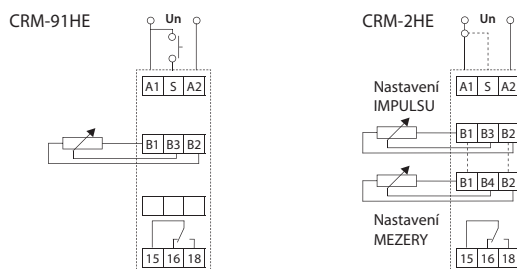 CRM-91HE
Un
A1 S A2
B1 B3 B2
15 16 18
CRM-2HE
Un
A1 S A2
Nastavení
IMPULSU
B1 B3 B2
B1 B4 B2
Nastavení
MEZERY
15 16 18